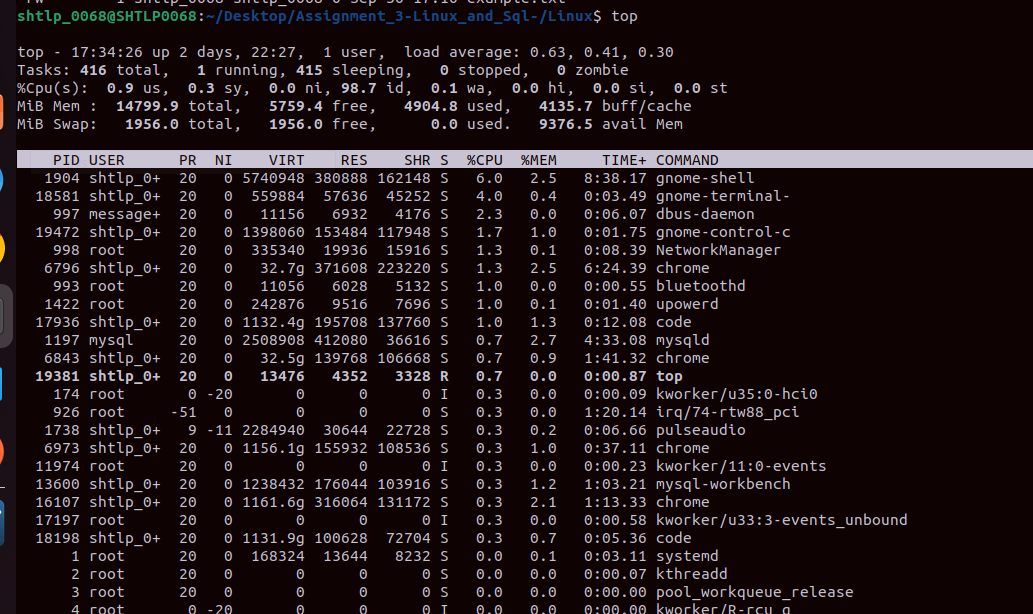 shtlp_0068@SHTLP0068:~/Desktop/Assignment_3-Linux_and_Sql-/Linux$ top
top - 17:34:26 up 2 days, 22:27,  1 user,  load average: 0.63, 0.41, 0.30
Tasks: 416 total,   1 running, 415 sleeping,   0 stopped,   0 zombie
%Cpu(s):  0.9 us,  0.3 sy,  0.0 ni, 98.7 id,  0.1 wa,  0.0 hi,  0.0 si,  0.0 st
MiB Mem :  14799.9 total,   5759.4 free,   4904.8 used,   4135.7 buff/cache
MiB Swap:   1956.0 total,   1956.0 free,      0.0 used.   9376.5 avail Mem
PID USER      PR  NI    VIRT    RES    SHR S  %CPU  %MEM     TIME+ COMMAND
1904 shtlp_0+  20   0 5740948 380888 162148 S   6.0   2.5   8:38.17 gnome-shell
18581 shtlp_0+  20   0  559884  57636  45252 S   4.0   0.4   0:03.49 gnome-terminal-
997 message+  20   0   11156   6932   4176 S   2.3   0.0   0:06.07 dbus-daemon
19472 shtlp_0+  20   0 1398060 153484 117948 S   1.7   1.0   0:01.75 gnome-control-c
998 root      20   0  335340  19936  15916 S   1.3   0.1   0:08.39 NetworkManager
6796 shtlp_0+  20   0   32.7g 371608 223220 S   1.3   2.5   6:24.39 chrome
993 root      20   0   11056   6028   5132 S   1.0   0.0   0:00.55 bluetoothd
1422 root      20   0  242876   9516   7696 S   1.0   0.1   0:01.40 upowerd
17936 shtlp_0+  20   0 1132.4g 195708 137760 S   1.0   1.3   0:12.08 code
1197 mysql     20   0 2508908 412080  36616 S   0.7   2.7   4:33.08 mysqld
6843 shtlp_0+  20   0   32.5g 139768 106668 S   0.7   0.9   1:41.32 chrome
19381 shtlp_0+  20   0   13476   4352   3328 R   0.7   0.0   0:00.87 top
174 root       0 -20       0      0      0 I   0.3   0.0   0:00.09 kworker/u35:0-hci0
926 root     -51   0       0      0      0 S   0.3   0.0   1:20.14 irq/74-rtw88_pci
1738 shtlp_0+   9 -11 2284940  30644  22728 S   0.3   0.2   0:06.66 pulseaudio
6973 shtlp_0+  20   0 1156.1g 155932 108536 S   0.3   1.0   0:37.11 chrome
11974 root      20   0       0      0      0 I   0.3   0.0   0:00.23 kworker/11:0-events
13600 shtlp_0+  20   0 1238432 176044 103916 S   0.3   1.2   1:03.21 mysql-workbench
16107 shtlp_0+  20   0 1161.6g 316064 131172 S   0.3   2.1   1:13.33 chrome
17197 root      20   0       0      0      0 I   0.3   0.0   0:00.58 kworker/u33:3-events_unbound
18198 shtlp_0+  20   0 1131.9g 100628  72704 S   0.3   0.7   0:05.36 code
1 root      20   0  168324  13644   8232 S   0.0   0.1   0:03.11 systemd
2 root      20   0       0      0      0 S   0.0   0.0   0:00.07 kthreadd
3 root      20   0       0      0      0 S   0.0   0.0   0:00.00 pool_workqueue_release
4 root       0 -20       0      0      0 I   0.0   0.0   0:00.00 kworker/R-rcu_g